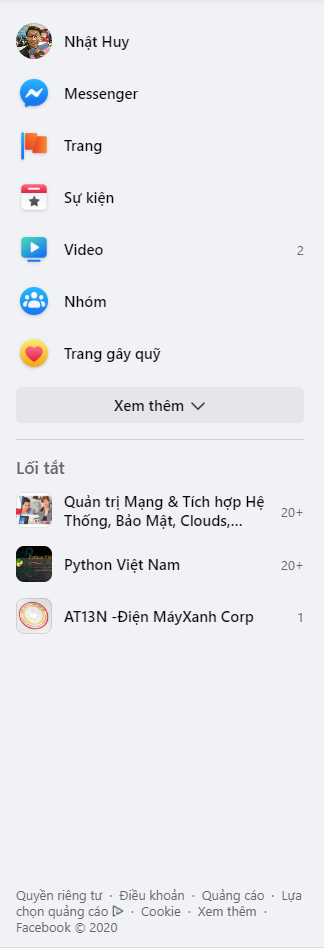 Nhật Huy
Messenger
Trang
Sự kiện
Video 2
Nhóm
Trang gây quỹ
Xem thêm
Lối tắt
Quản trị Mạng & Tích hợp Hệ
Thống, Bảo Mật, Clouds,... 20+
Python Việt Nam 20+
AT13N -Điện MáyXanh Corp 1
Quyền riêng tư · Điều khoản · Quảng cáo · Lựa
chọn quảng cáo · Cookie · Xem thêm ·
Facebook © 2020